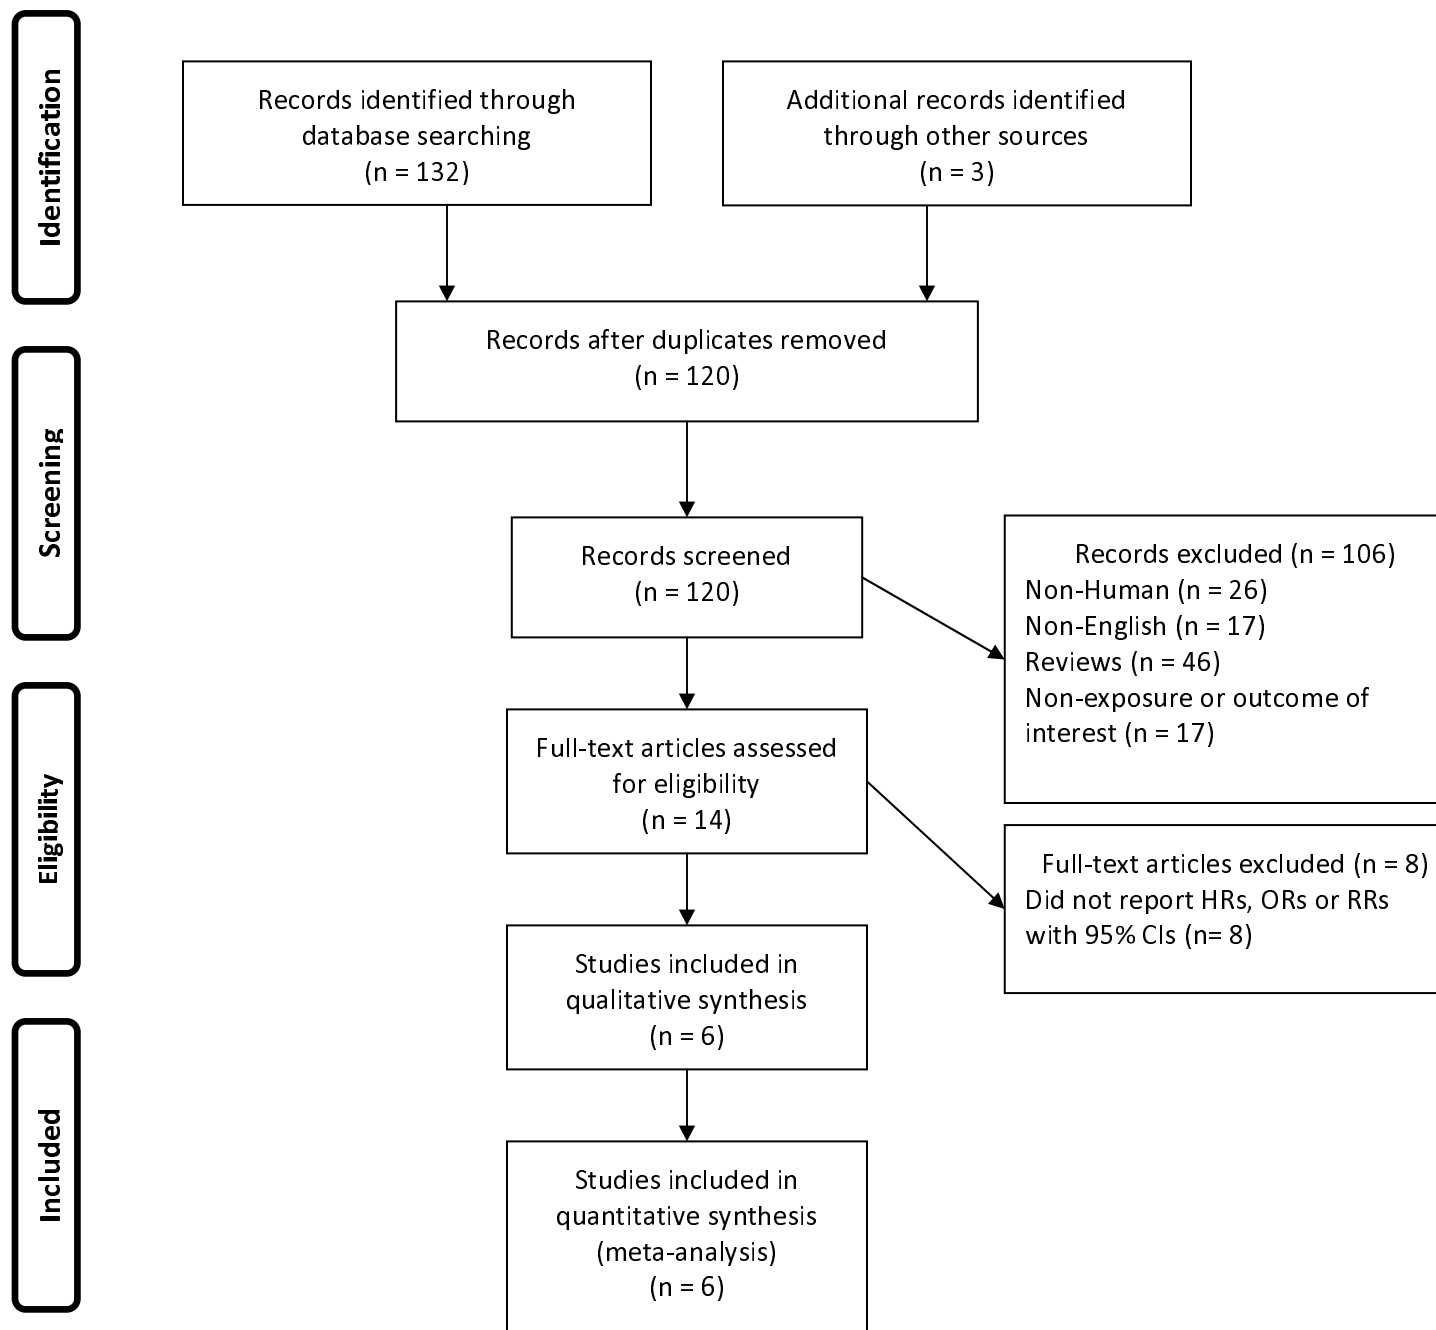 Identification
Records identified through
database searching
(n = 132)
Additional records identified
through other sources
(n = 3)
Records after duplicates removed
(n = 120)
Screening
Records screened
(n = 120)
Records excluded (n = 106)
Non-Human (n = 26)
Non-English (n = 17)
Reviews (n = 46)
Non-exposure or outcome of
interest (n = 17)
Eligibility
Full-text articles assessed
for eligibility
(n = 14)
Full-text articles excluded (n = 8)
Did not report HRs, ORs or RRs
with 95% CIs (n= 8)
Studies included in
qualitative synthesis
(n = 6)
Included
Studies included in
quantitative synthesis
(meta-analysis)
(n = 6)